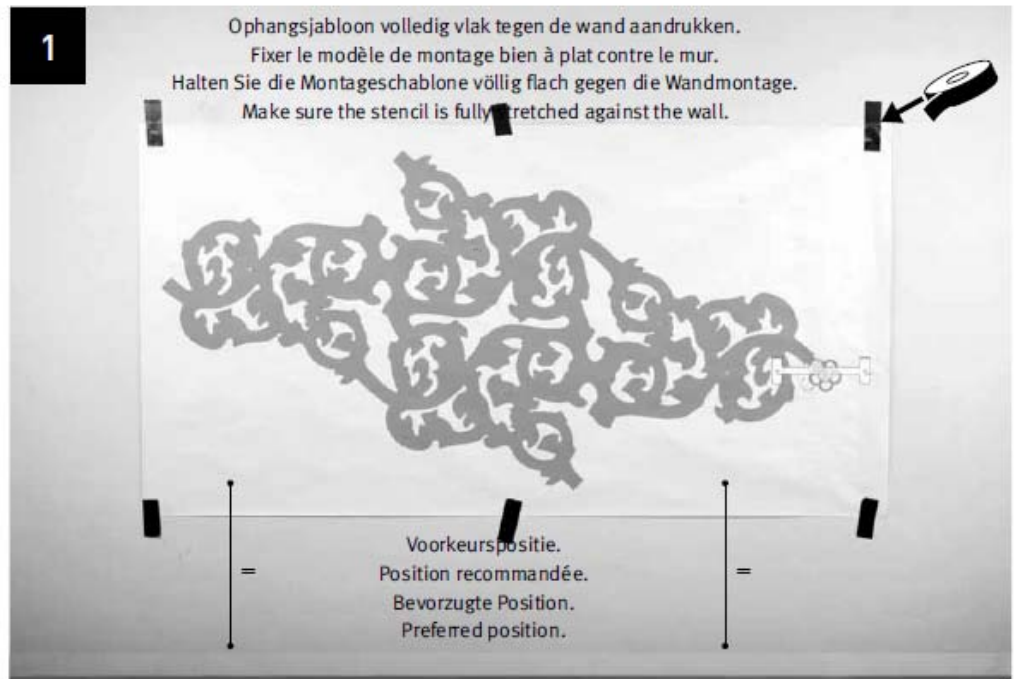 1
Ophangsjabloon volledig vlak tegen de wand aandrukken.
Fixer le modèle de montage bien à plat contre le mur.
Halten Sie die Montageschablone völlig flach gegen die Wandmontage.
Make sure the stencil is fully stretched against the wall.
=
=
Voorkeurspositie.
Position recommandée.
Bevorzugte Position.
Preferred position.